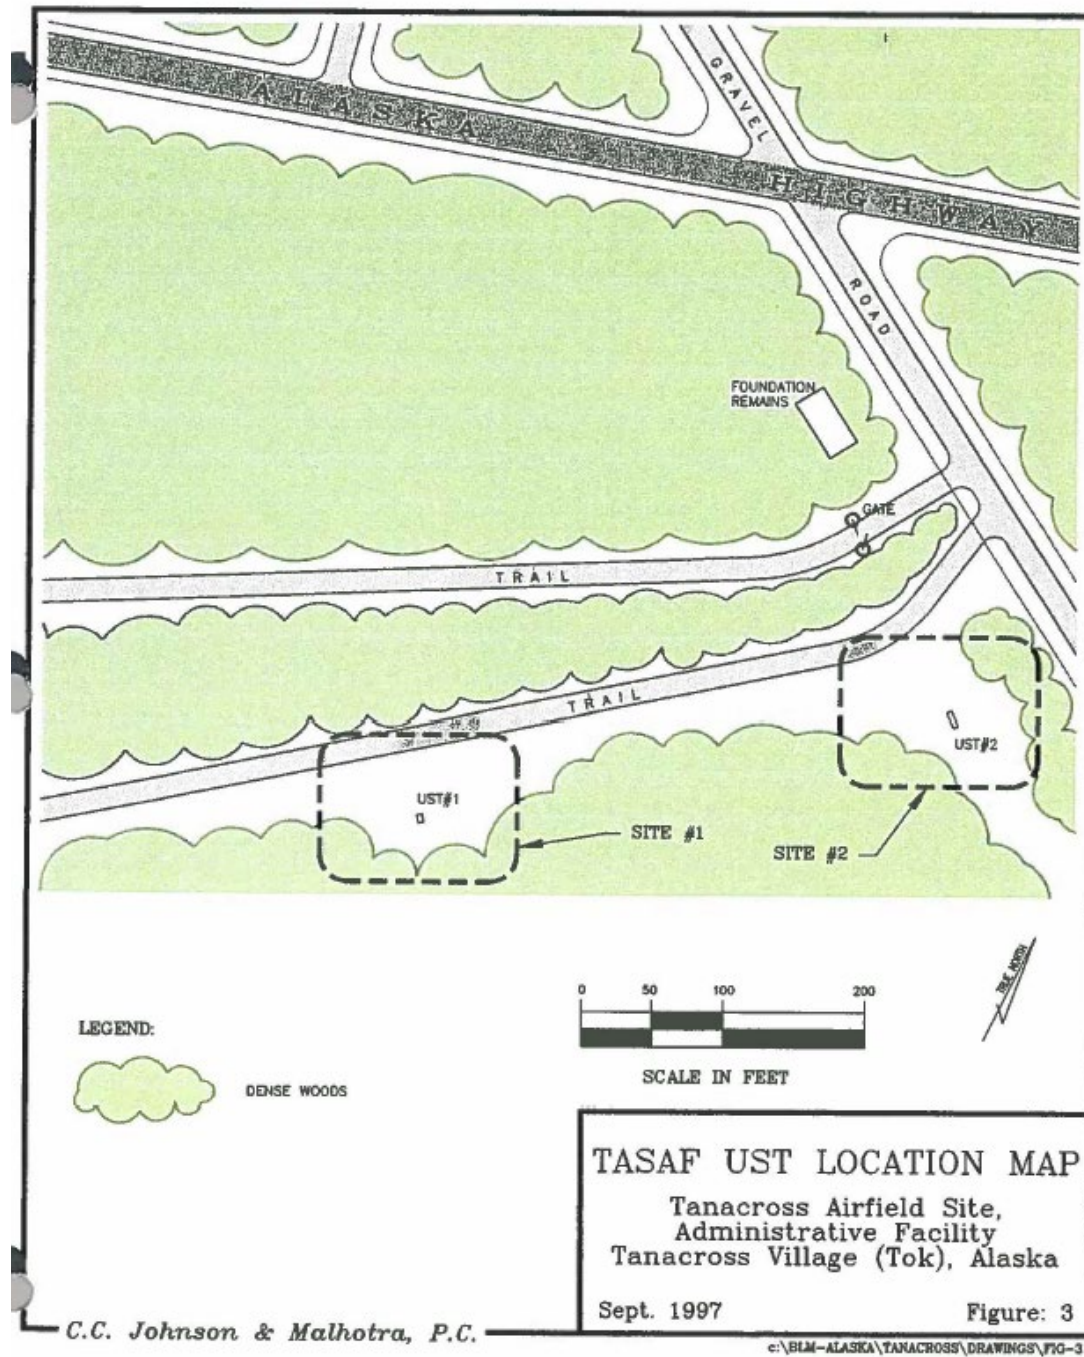 ALASKA HIGHWAY
GRAVEL ROAD
FOUNDATION
REMAINS
GATE
TRAIL
TRAIL
UST#2
UST#1
SITE #1
SITE #2
TRUE NORTH
0 50 100 200
SCALE IN FEET
LEGEND:
DENSE WOODS
TASAF UST LOCATION MAP
Tanacross Airfield Site,
Administrative Facility
Tanacross Village (Tok), Alaska
Sept. 1997 Figure: 3
C.C. Johnson & Malhotra, P.C.
c:\BLM-ALASKA\TANACROSS\DRAWINGS\FIG-3